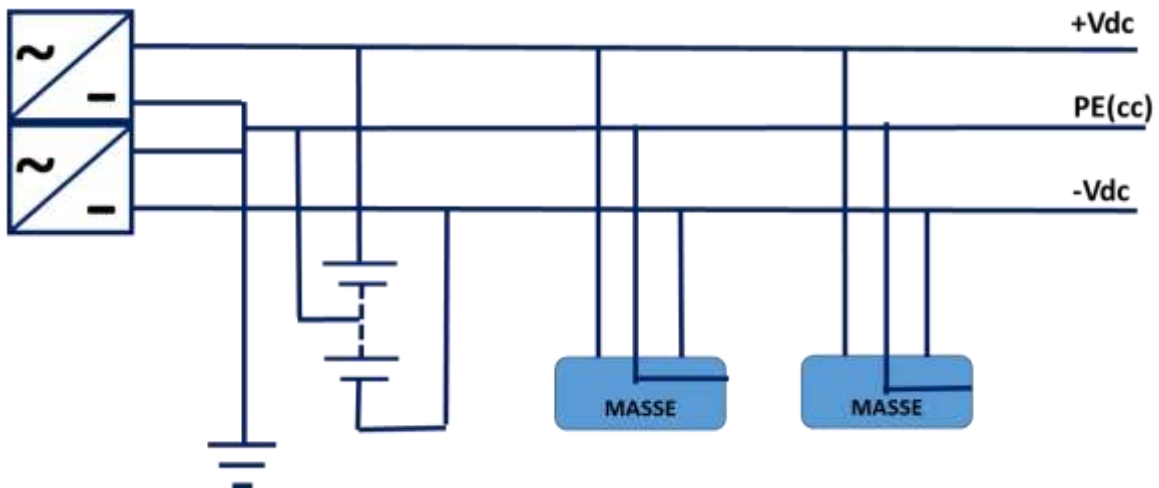 +Vdc
PE(cc)
-Vdc
~
–
~
–
MASSE
MASSE